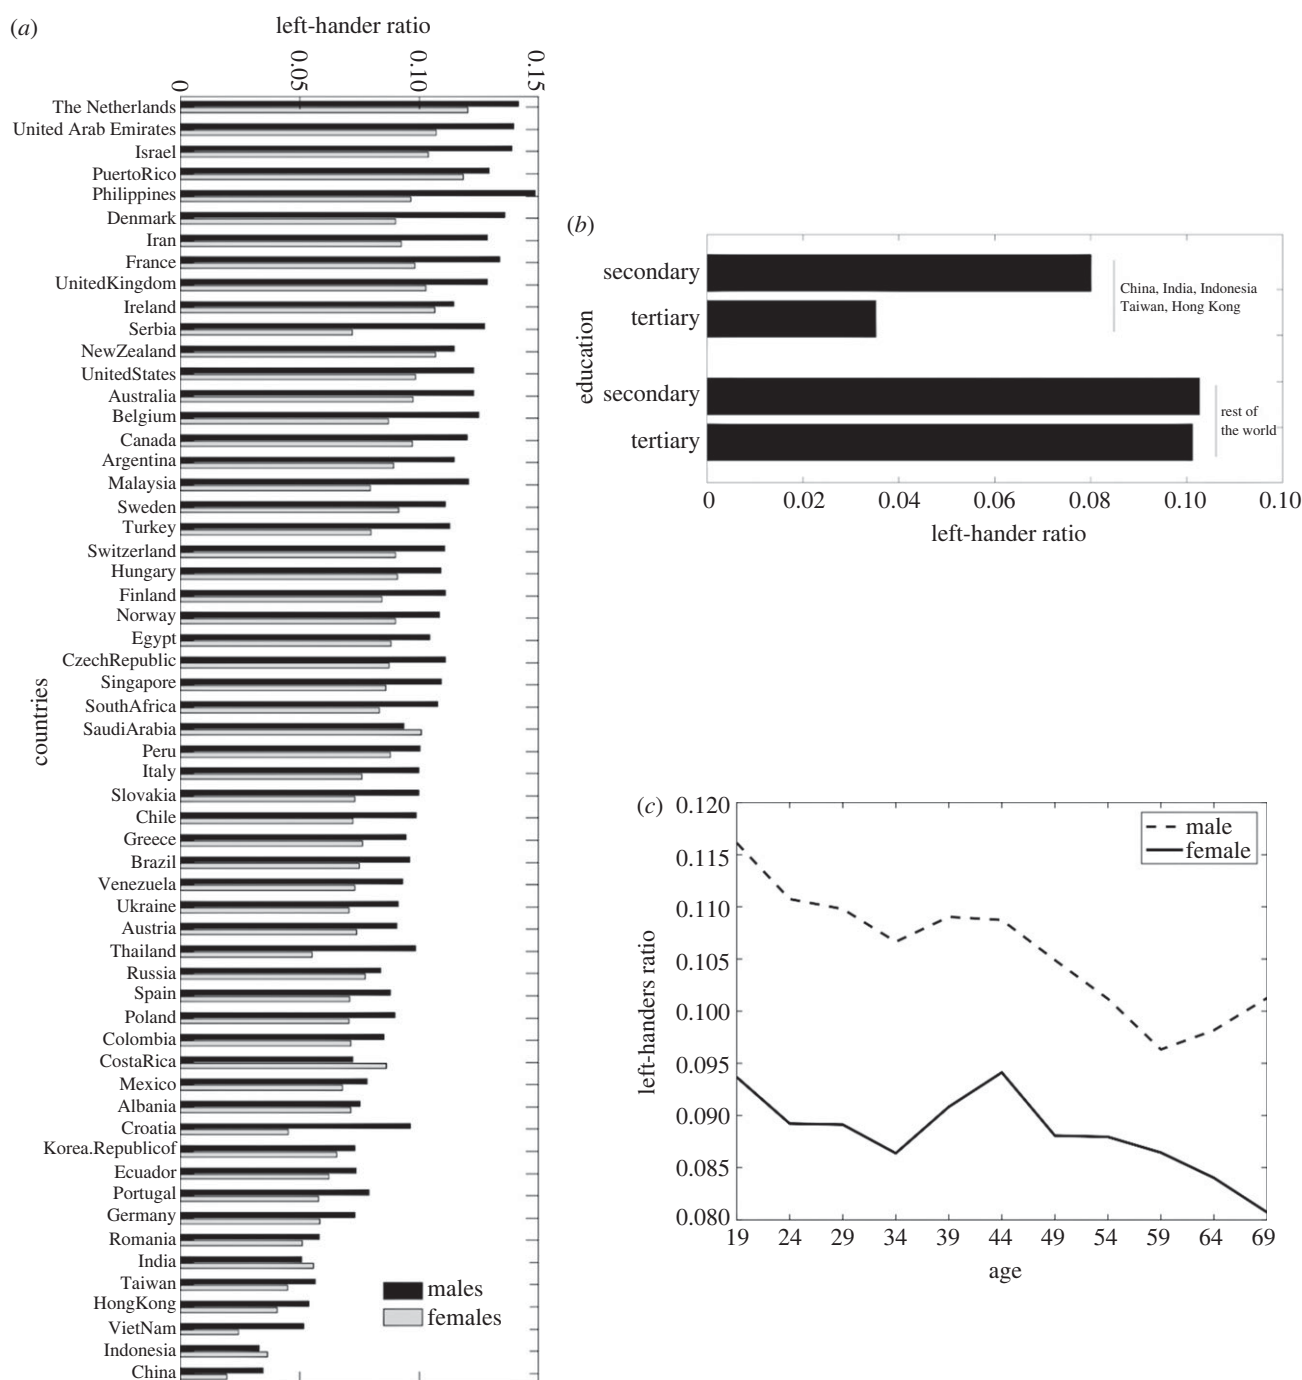 (a)
left-hander ratio
0
0.05
0.10
0.15
The Netherlands
United Arab Emirates
Israel
PuertoRico
Philippines
Denmark
Iran
France
UnitedKingdom
Ireland
Serbia
NewZealand
UnitedStates
Australia
Belgium
Canada
Argentina
Malaysia
Sweden
Turkey
Switzerland
Hungary
Finland
Norway
Egypt
CzechRepublic
Singapore
SouthAfrica
SaudiArabia
Peru
Italy
Slovakia
Chile
Greece
Brazil
Venezuela
Ukraine
Austria
Thailand
Russia
Spain
Poland
Colombia
CostaRica
Mexico
Albania
Croatia
Korea.Republicof
Ecuador
Portugal
Germany
Romania
India
Taiwan
HongKong
VietNam
Indonesia
China
countries
males
females
(b)
education
secondary
tertiary
secondary
tertiary
China, India, Indonesia
Taiwan, Hong Kong
rest of
the world
0 0.02 0.04 0.06 0.08 0.10 0.10
left-hander ratio
(c)
0.120
0.115
0.110
0.105
0.100
0.095
0.090
0.085
0.080
left-handers ratio
male
female
19 24 29 34 39 44 49 54 59 64 69
age